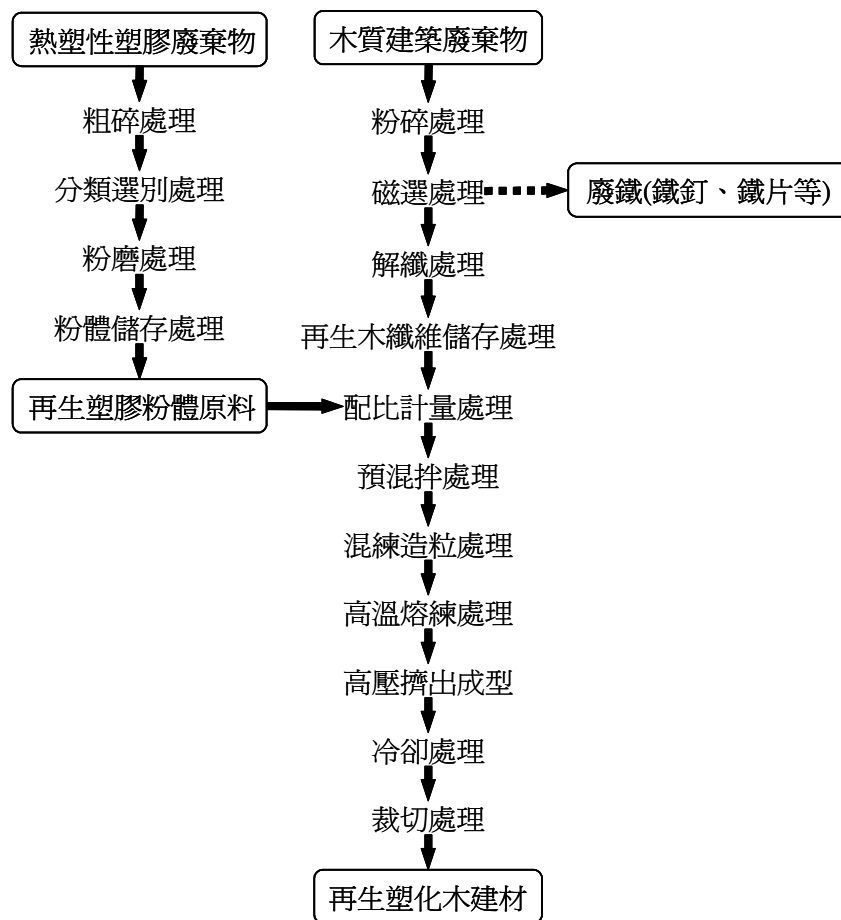 熱塑性塑膠廢棄物
粗碎處理
分類選別處理
粉磨處理
粉體儲存處理
再生塑膠粉體原料
木質建築廢棄物
粉碎處理
磁選處理
廢鐵(鐵釘、鐵片等)
解纖處理
再生木纖維儲存處理
配比計量處理
預混拌處理
混練造粒處理
高溫熔練處理
高壓擠出成型
冷卻處理
裁切處理
再生塑化木建材